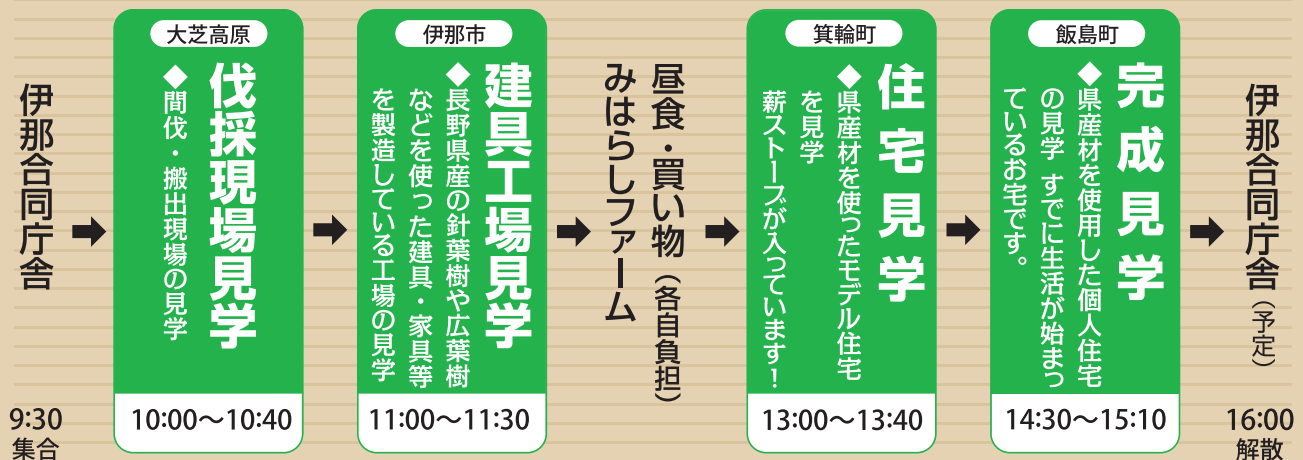 伊那合同庁舎
9:30
集合
大芝高原
伐採現場見学
◆間伐・搬出現場の見学
10:00〜10:40
伊那市
建具工場見学
◆長野県産の針葉樹や広葉樹
などを使った建具・家具等
を製造している工場の見学
11:00〜11:30
昼食・買い物（各自負担）
みはらしファーム
箕輪町
住宅見学
◆県産材を使ったモデル住宅
を見学
薪ストーブが入っています！
13:00〜13:40
飯島町
完成見学
◆県産材を使用した個人住宅
の見学 すでに生活が始まっ
ているお宅です。
14:30〜15:10
伊那合同庁舎（予定）
16:00
解散